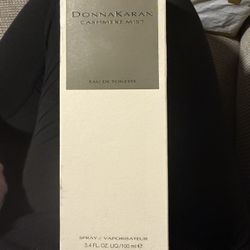 DONNAKARAN
CASHMERE MIST
EAU DE TOILETTE
SPRAY / VAPORISATEUR
3.4 FL. OZ. LIQ./100 ml ℮